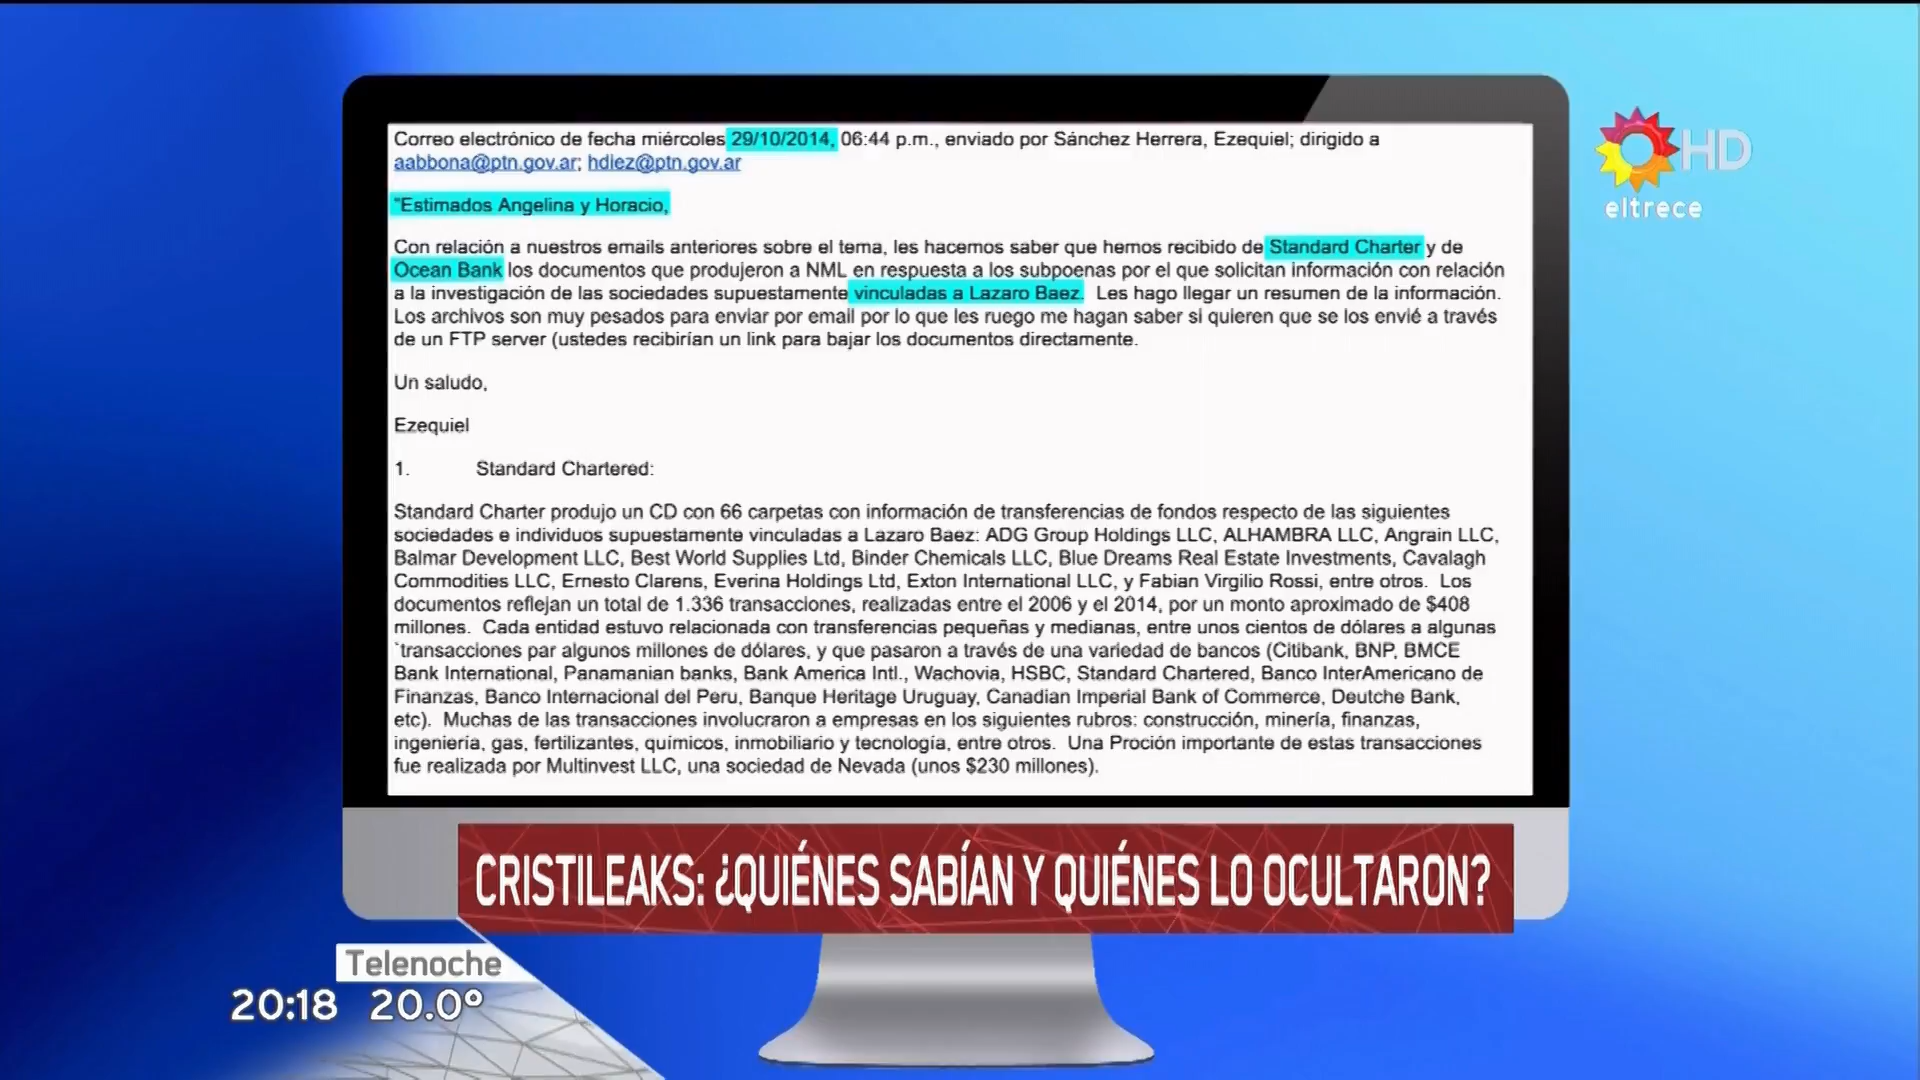 Correo electrónico de fecha miércoles 29/10/2014, 06:44 p.m., enviado por Sánchez Herrera, Ezequiel; dirigido a
aabbona@ptn.gov.ar; hdiez@ptn.gov.ar
"Estimados Angelina y Horacio,
Con relación a nuestros emails anteriores sobre el tema, les hacemos saber que hemos recibido de Standard Charter y de
Ocean Bank los documentos que produjeron a NML en respuesta a los subpoenas por el que solicitan información con relación
a la investigación de las sociedades supuestamente vinculadas a Lazaro Baez. Les hago llegar un resumen de la información.
Los archivos son muy pesados para enviar por email por lo que les ruego me hagan saber si quieren que se los envié a través
de un FTP server (ustedes recibirían un link para bajar los documentos directamente.
Un saludo,
Ezequiel
1. Standard Chartered:
Standard Charter produjo un CD con 66 carpetas con información de transferencias de fondos respecto de las siguientes
sociedades e individuos supuestamente vinculadas a Lazaro Baez: ADG Group Holdings LLC, ALHAMBRA LLC, Angrain LLC,
Balmar Development LLC, Best World Supplies Ltd, Binder Chemicals LLC, Blue Dreams Real Estate Investments, Cavalagh
Commodities LLC, Ernesto Clarens, Everina Holdings Ltd, Exton International LLC, y Fabian Virgilio Rossi, entre otros. Los
documentos reflejan un total de 1.336 transacciones, realizadas entre el 2006 y el 2014, por un monto aproximado de $408
millones. Cada entidad estuvo relacionada con transferencias pequeñas y medianas, entre unos cientos de dólares a algunas
`transacciones par algunos millones de dólares, y que pasaron a través de una variedad de bancos (Citibank, BNP, BMCE
Bank International, Panamanian banks, Bank America Intl., Wachovia, HSBC, Standard Chartered, Banco InterAmericano de
Finanzas, Banco Internacional del Peru, Banque Heritage Uruguay, Canadian Imperial Bank of Commerce, Deutche Bank,
etc). Muchas de las transacciones involucraron a empresas en los siguientes rubros: construcción, minería, finanzas,
ingeniería, gas, fertilizantes, químicos, inmobiliario y tecnología, entre otros. Una Proción importante de estas transacciones
fue realizada por Multinvest LLC, una sociedad de Nevada (unos $230 millones).
HD
eltrece
CRISTILEAKS: ¿QUIÉNES SABÍAN Y QUIÉNES LO OCULTARON?
Telenoche
20:18 20.0°